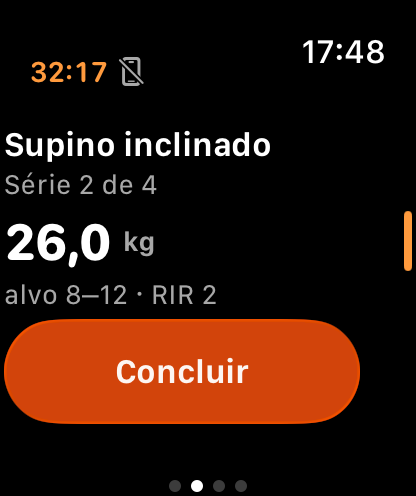 17:48
32:17
Supino inclinado
Série 2 de 4
26,0 kg
alvo 8–12 · RIR 2
Concluir